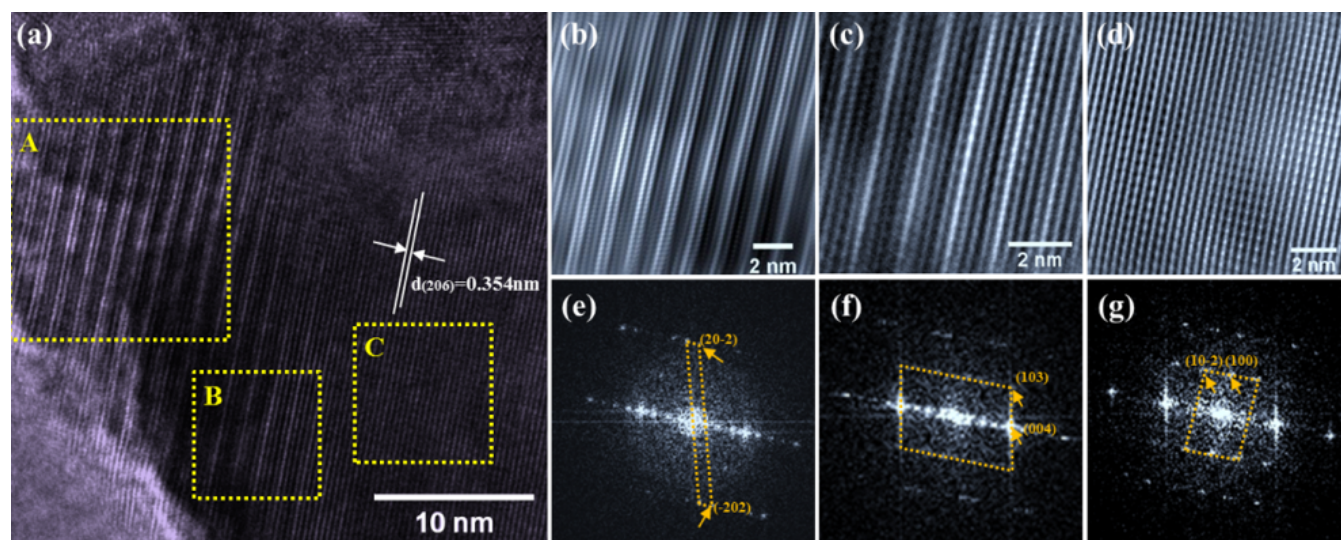 (a)
A
B
C
d(206)=0.354nm
10 nm
(b)
2 nm
(c)
2 nm
(d)
2 nm
(e)
(20-2)
(-202)
(f)
(103)
(004)
(g)
(10-2) (100)